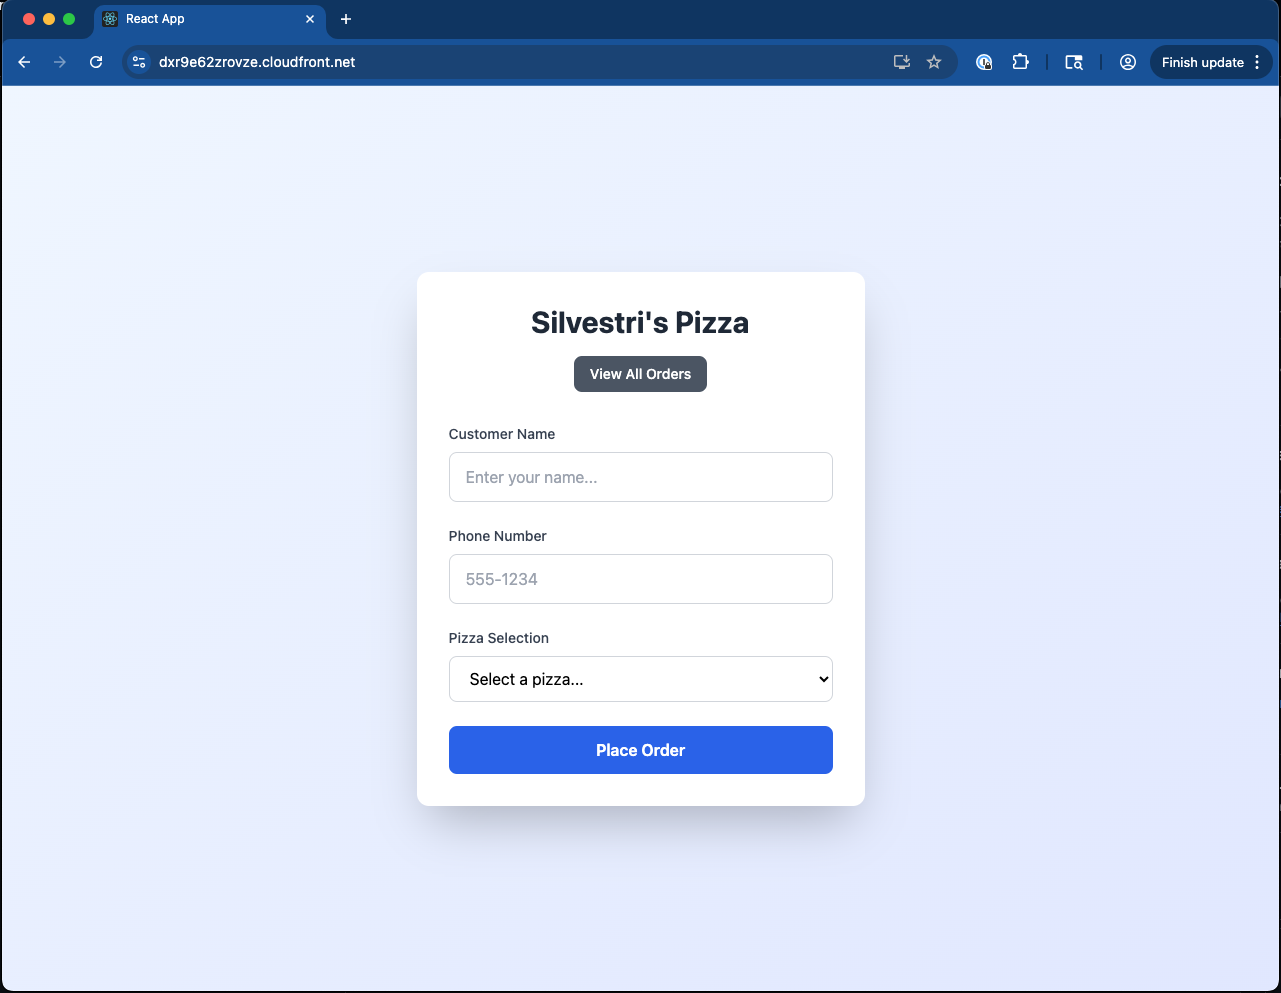 React App
dxr9e62zrovze.cloudfront.net
Finish update
Silvestri's Pizza
View All Orders
Customer Name
Enter your name...
Phone Number
555-1234
Pizza Selection
Select a pizza...
Place Order